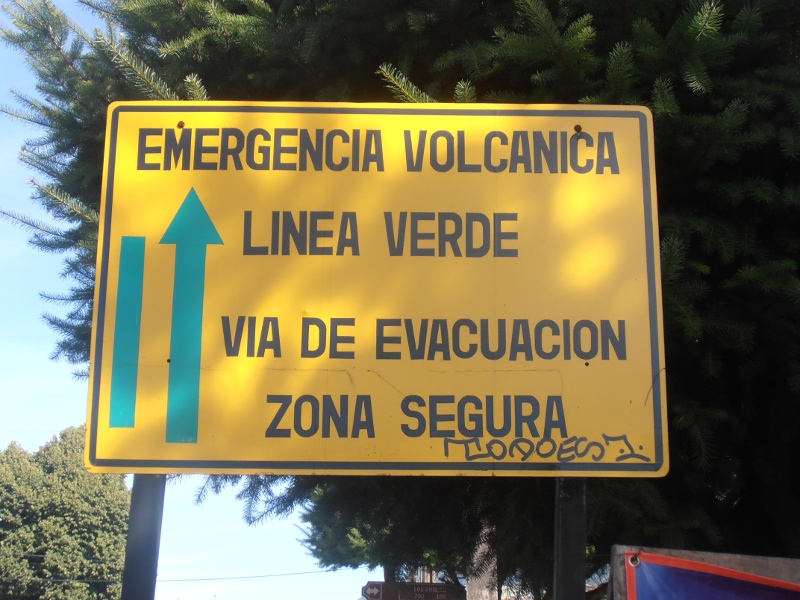 EMERGENCIA VOLCANICA
LINEA VERDE
VIA DE EVACUACION
ZONA SEGURA